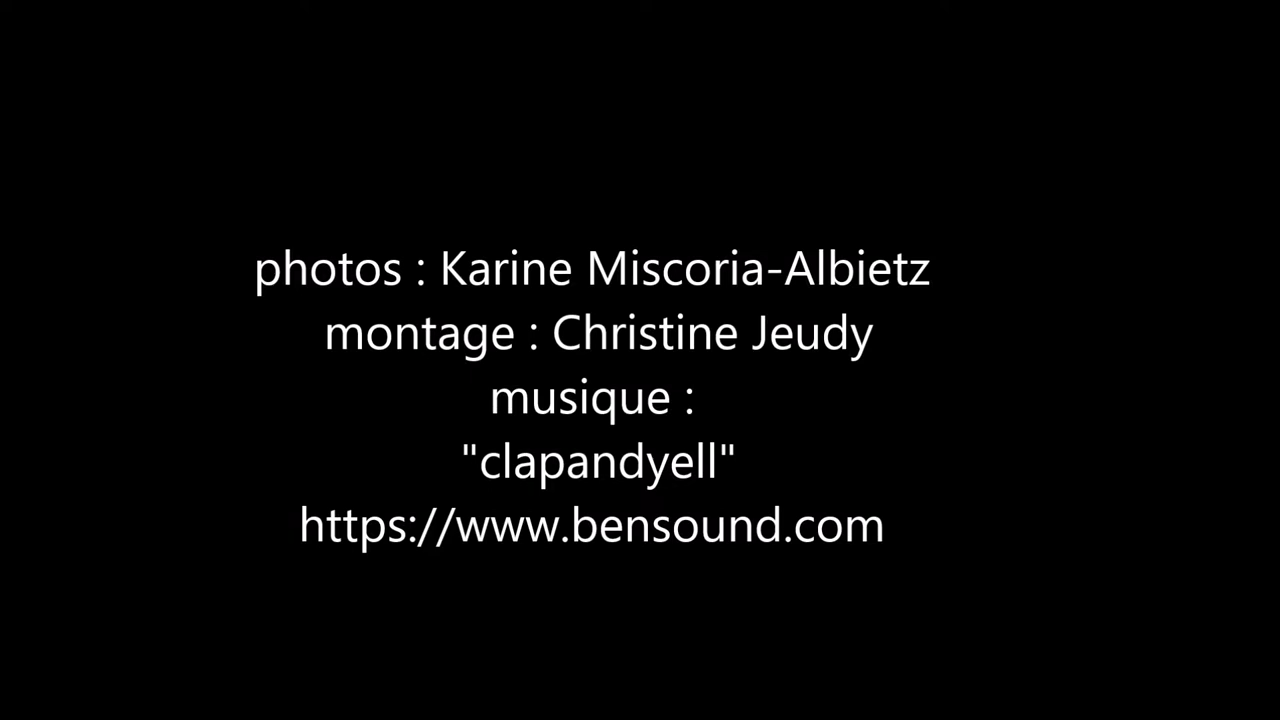 photos : Karine Miscoria-Albietz
montage : Christine Jeudy
musique :
"clapandyell"
https://www.bensound.com